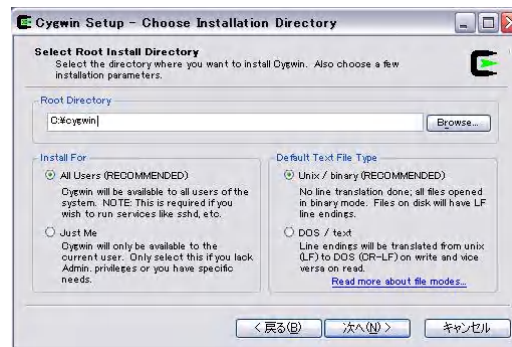 Cygwin Setup - Choose Installation Directory
Select Root Install Directory
Select the directory where you want to install Cygwin. Also choose a few
installation parameters.
Root Directory
C:¥cygwin
Browse...
Install For
All Users (RECOMMENDED)
Cygwin will be available to all users of the
system. NOTE: This is required if you
wish to run services like sshd, etc.
Just Me
Cygwin will only be available to the
current user. Only select this if you lack
Admin. privileges or you have specific
needs.
Default Text File Type
Unix / binary (RECOMMENDED)
No line translation done; all files opened
in binary mode. Files on disk will have LF
line endings.
DOS / text
Line endings will be translated from unix
(LF) to DOS (CR-LF) on write and vice
versa on read.
Read more about file modes...
< 戻る(B)
次へ(N) >
キャンセル